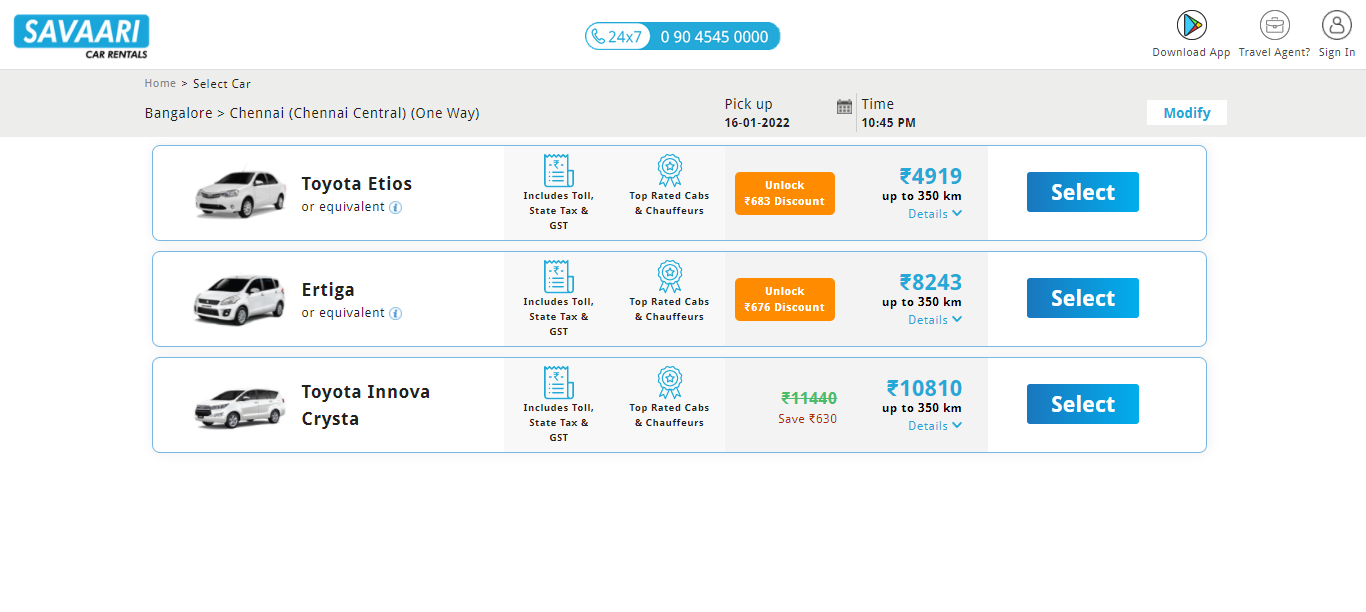 SAVAARI
CAR RENTALS
24x7 0 90 4545 0000
Download App
Travel Agent?
Sign In
Home > Select Car
Bangalore > Chennai (Chennai Central) (One Way)
Pick up
16-01-2022
Time
10:45 PM
Modify
Toyota Etios
or equivalent i
Includes Toll,
State Tax &
GST
Top Rated Cabs
& Chauffeurs
Unlock
₹683 Discount
₹4919
up to 350 km
Details
Select
Ertiga
or equivalent i
Includes Toll,
State Tax &
GST
Top Rated Cabs
& Chauffeurs
Unlock
₹676 Discount
₹8243
up to 350 km
Details
Select
Toyota Innova
Crysta
Includes Toll,
State Tax &
GST
Top Rated Cabs
& Chauffeurs
₹11440
Save ₹630
₹10810
up to 350 km
Details
Select